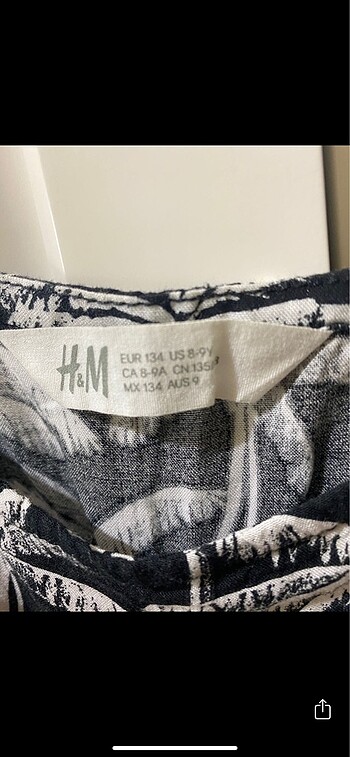 H&M
EUR 134 US 8-9Y
CA 8-9A CN 135/
MX 134 AUS 9